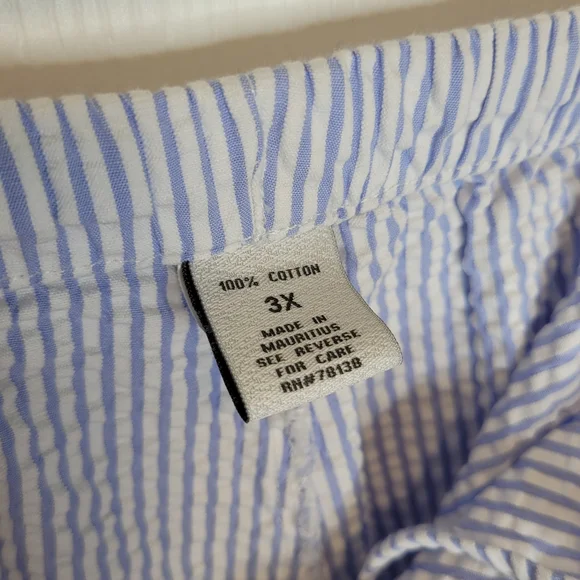 100% COTTON
3X
MADE IN
MAURITIUS
SEE REVERSE
FOR CARE
RN#78138